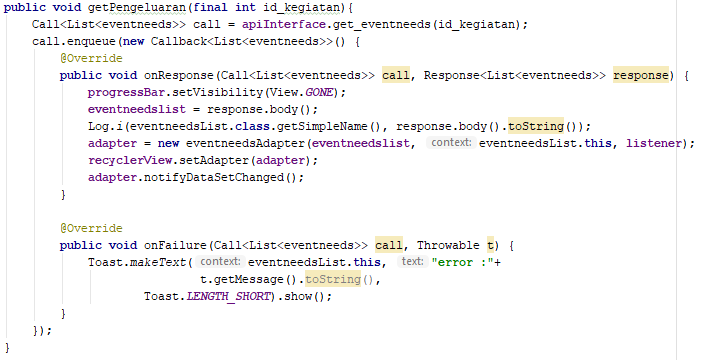 public void getPengeluaran(final int id_kegiatan){
    Call<List<eventneeds>> call = apiInterface.get_eventneeds(id_kegiatan);
    call.enqueue(new Callback<List<eventneeds>>() {
        @Override
        public void onResponse(Call<List<eventneeds>> call, Response<List<eventneeds>> response) {
            progressBar.setVisibility(View.GONE);
            eventneedslist = response.body();
            Log.i(eventneedsList.class.getSimpleName(), response.body().toString());
            adapter = new eventneedsAdapter(eventneedslist, context: eventneedsList.this, listener);
            recyclerView.setAdapter(adapter);
            adapter.notifyDataSetChanged();
        }
        @Override
        public void onFailure(Call<List<eventneeds>> call, Throwable t) {
            Toast.makeText( context: eventneedsList.this, text: "error :"+
                            t.getMessage().toString(),
                    Toast.LENGTH_SHORT).show();
        }
    });
}